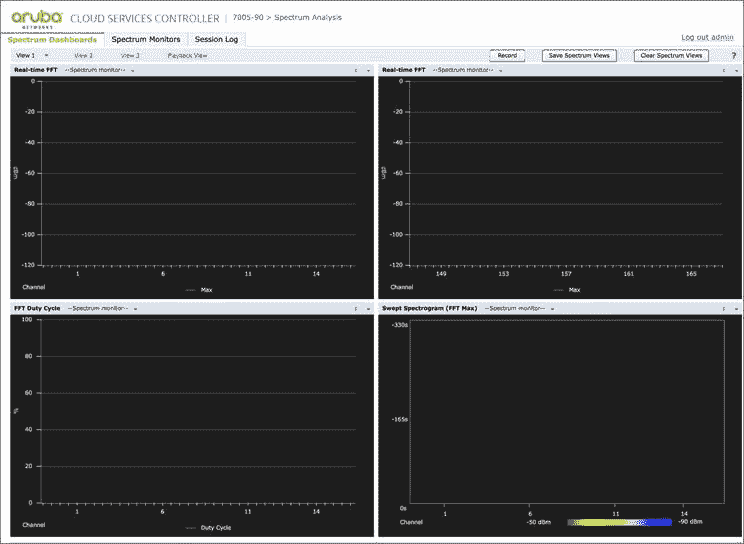 aruba NETWORKS CLOUD SERVICES CONTROLLER | 7005-90 > Spectrum Analysis
Log out admin
Spectrum Dashboards Spectrum Monitors Session Log
View 1 View 2 View 3 Playback View Record Save Spectrum Views Clear Spectrum Views ?
Real-time FFT --Spectrum monitor--
0
-20
-40
-60
-80
-100
-120
dBm
1 6 11 14
Channel
Max
Real-time FFT --Spectrum monitor--
0
-20
-40
-60
-80
-100
-120
dBm
149 153 157 161 165
Channel
Max
FFT Duty Cycle --Spectrum monitor--
100
80
60
40
20
0
%
1 6 11 14
Channel
Duty Cycle
Swept Spectrogram (FFT Max) --Spectrum monitor--
-330s
-165s
0s
1 6 11 14
Channel
-50 dBm -90 dBm